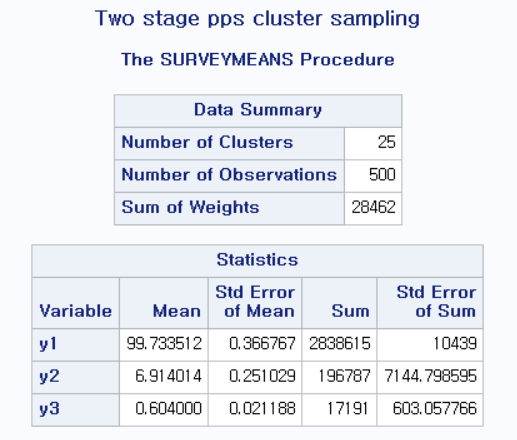 Two stage pps cluster sampling
The SURVEYMEANS Procedure
Data Summary
Number of Clusters 25
Number of Observations 500
Sum of Weights 28462
Statistics
Variable Mean Std Error of Mean Sum Std Error of Sum
y1 99.733512 0.366767 2838615 10439
y2 6.914014 0.251029 196787 7144.798595
y3 0.604000 0.021188 17191 603.057766